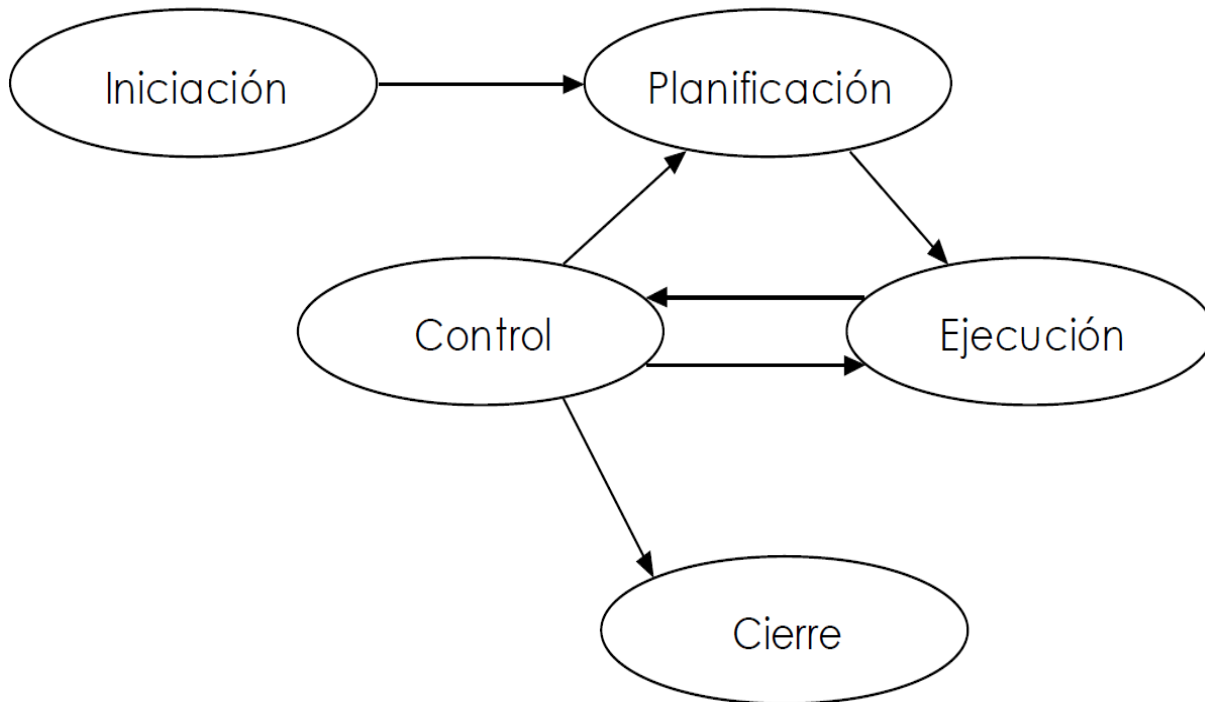 Iniciación
Planificación
Control
Ejecución
Cierre